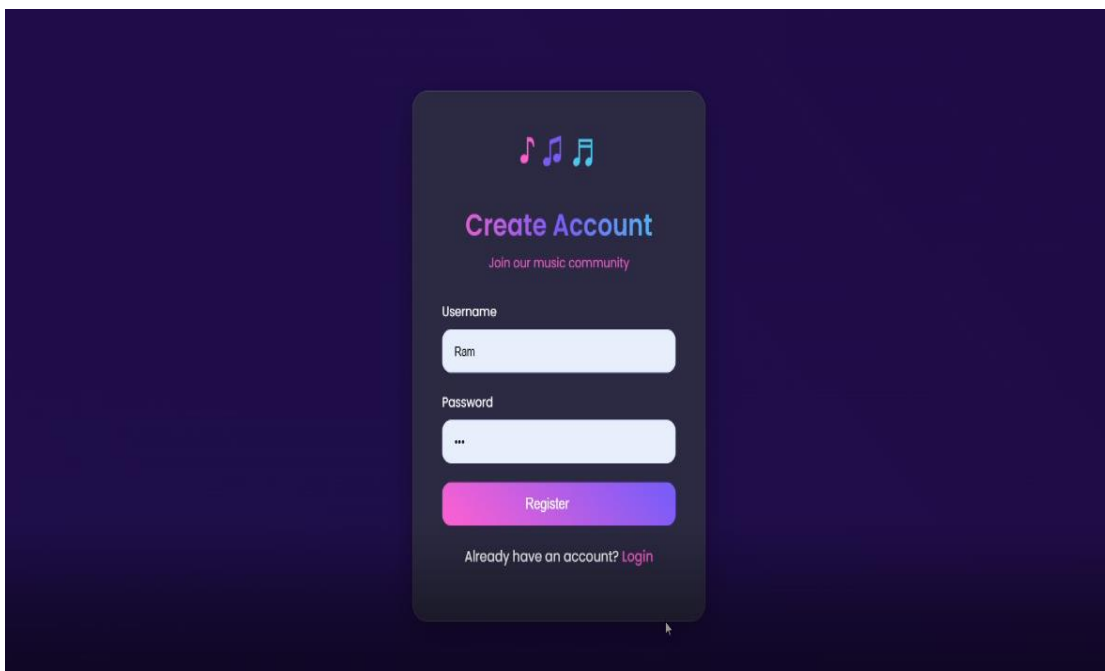 Create Account
Join our music community
Username
Ram
Password
•••
Register
Already have an account? Login